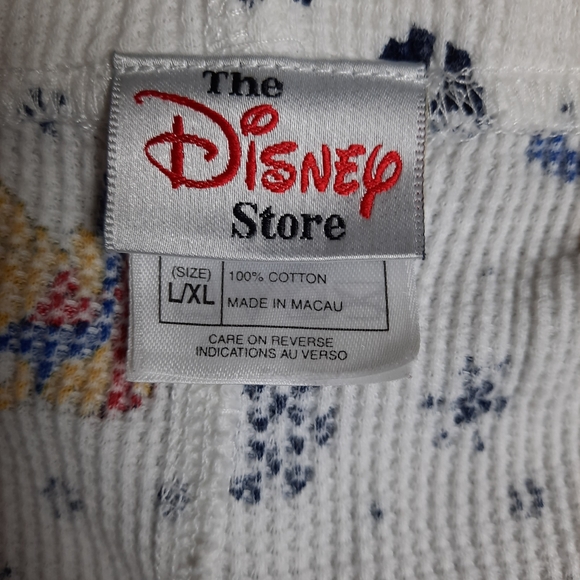 The
Disney
Store
(SIZE)
L/XL
100% COTTON
MADE IN MACAU
CARE ON REVERSE
INDICATIONS AU VERSO